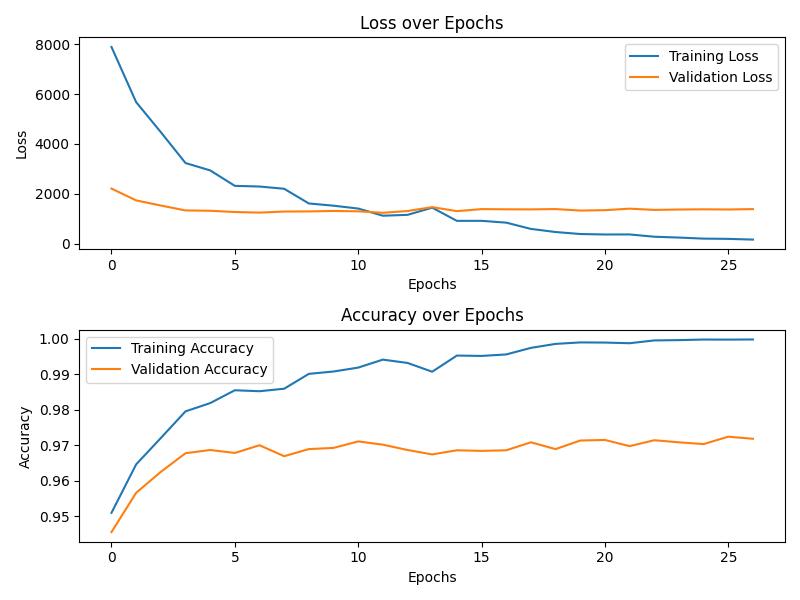 Loss over Epochs
8000
6000
4000
2000
0
Loss
Training Loss
Validation Loss
0 5 10 15 20 25
Epochs
Accuracy over Epochs
1.00
0.99
0.98
0.97
0.96
0.95
Accuracy
Training Accuracy
Validation Accuracy
0 5 10 15 20 25
Epochs